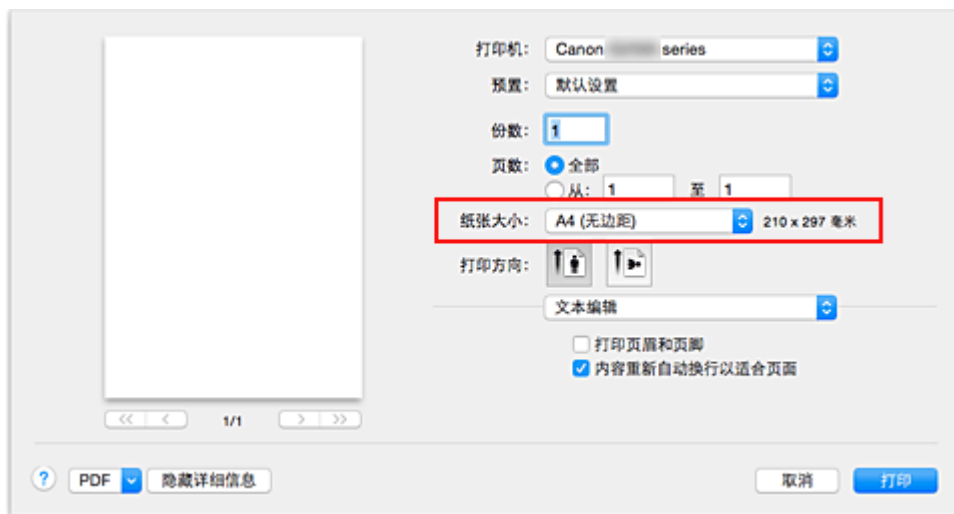 打印机: Canon series
预置: 默认设置
份数: 1
页数: 全部
从: 1 至 1
纸张大小: A4 (无边距) 210 x 297 毫米
打印方向:
文本编辑
打印页眉和页脚
内容重新自动换行以适合页面
<< < 1/1 > >>
? PDF 隐藏详细信息 取消 打印